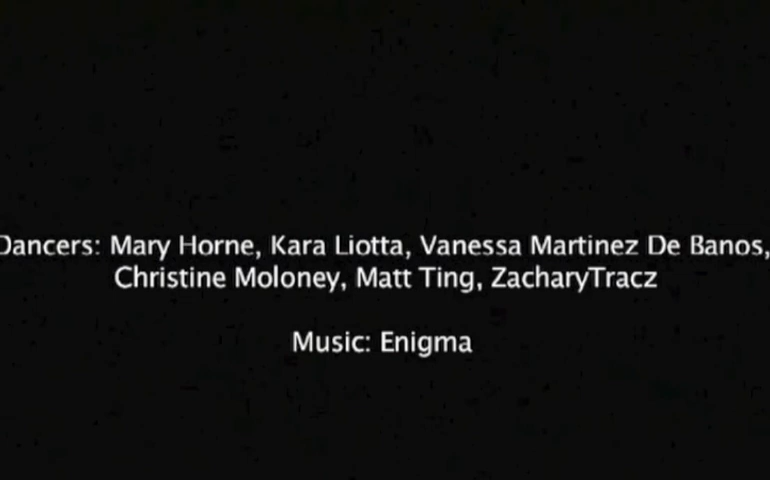 Dancers: Mary Horne, Kara Liotta, Vanessa Martinez De Banos,
Christine Moloney, Matt Ting, ZacharyTracz
Music: Enigma